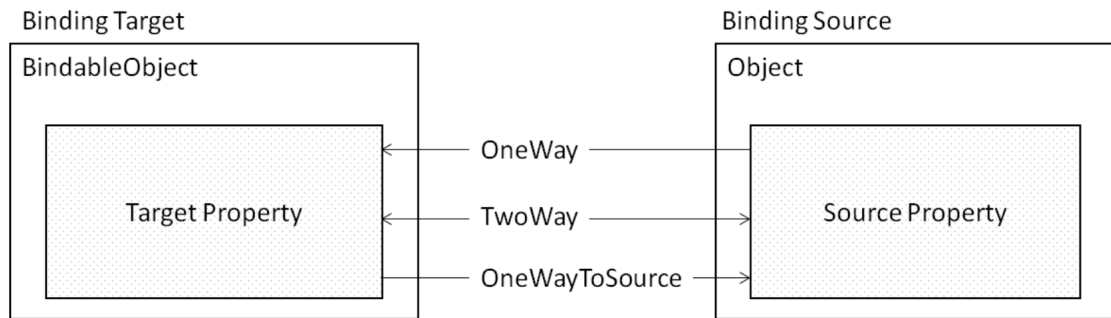 Binding Target
Binding Source
BindableObject
Object
OneWay
Target Property
TwoWay
Source Property
OneWayToSource